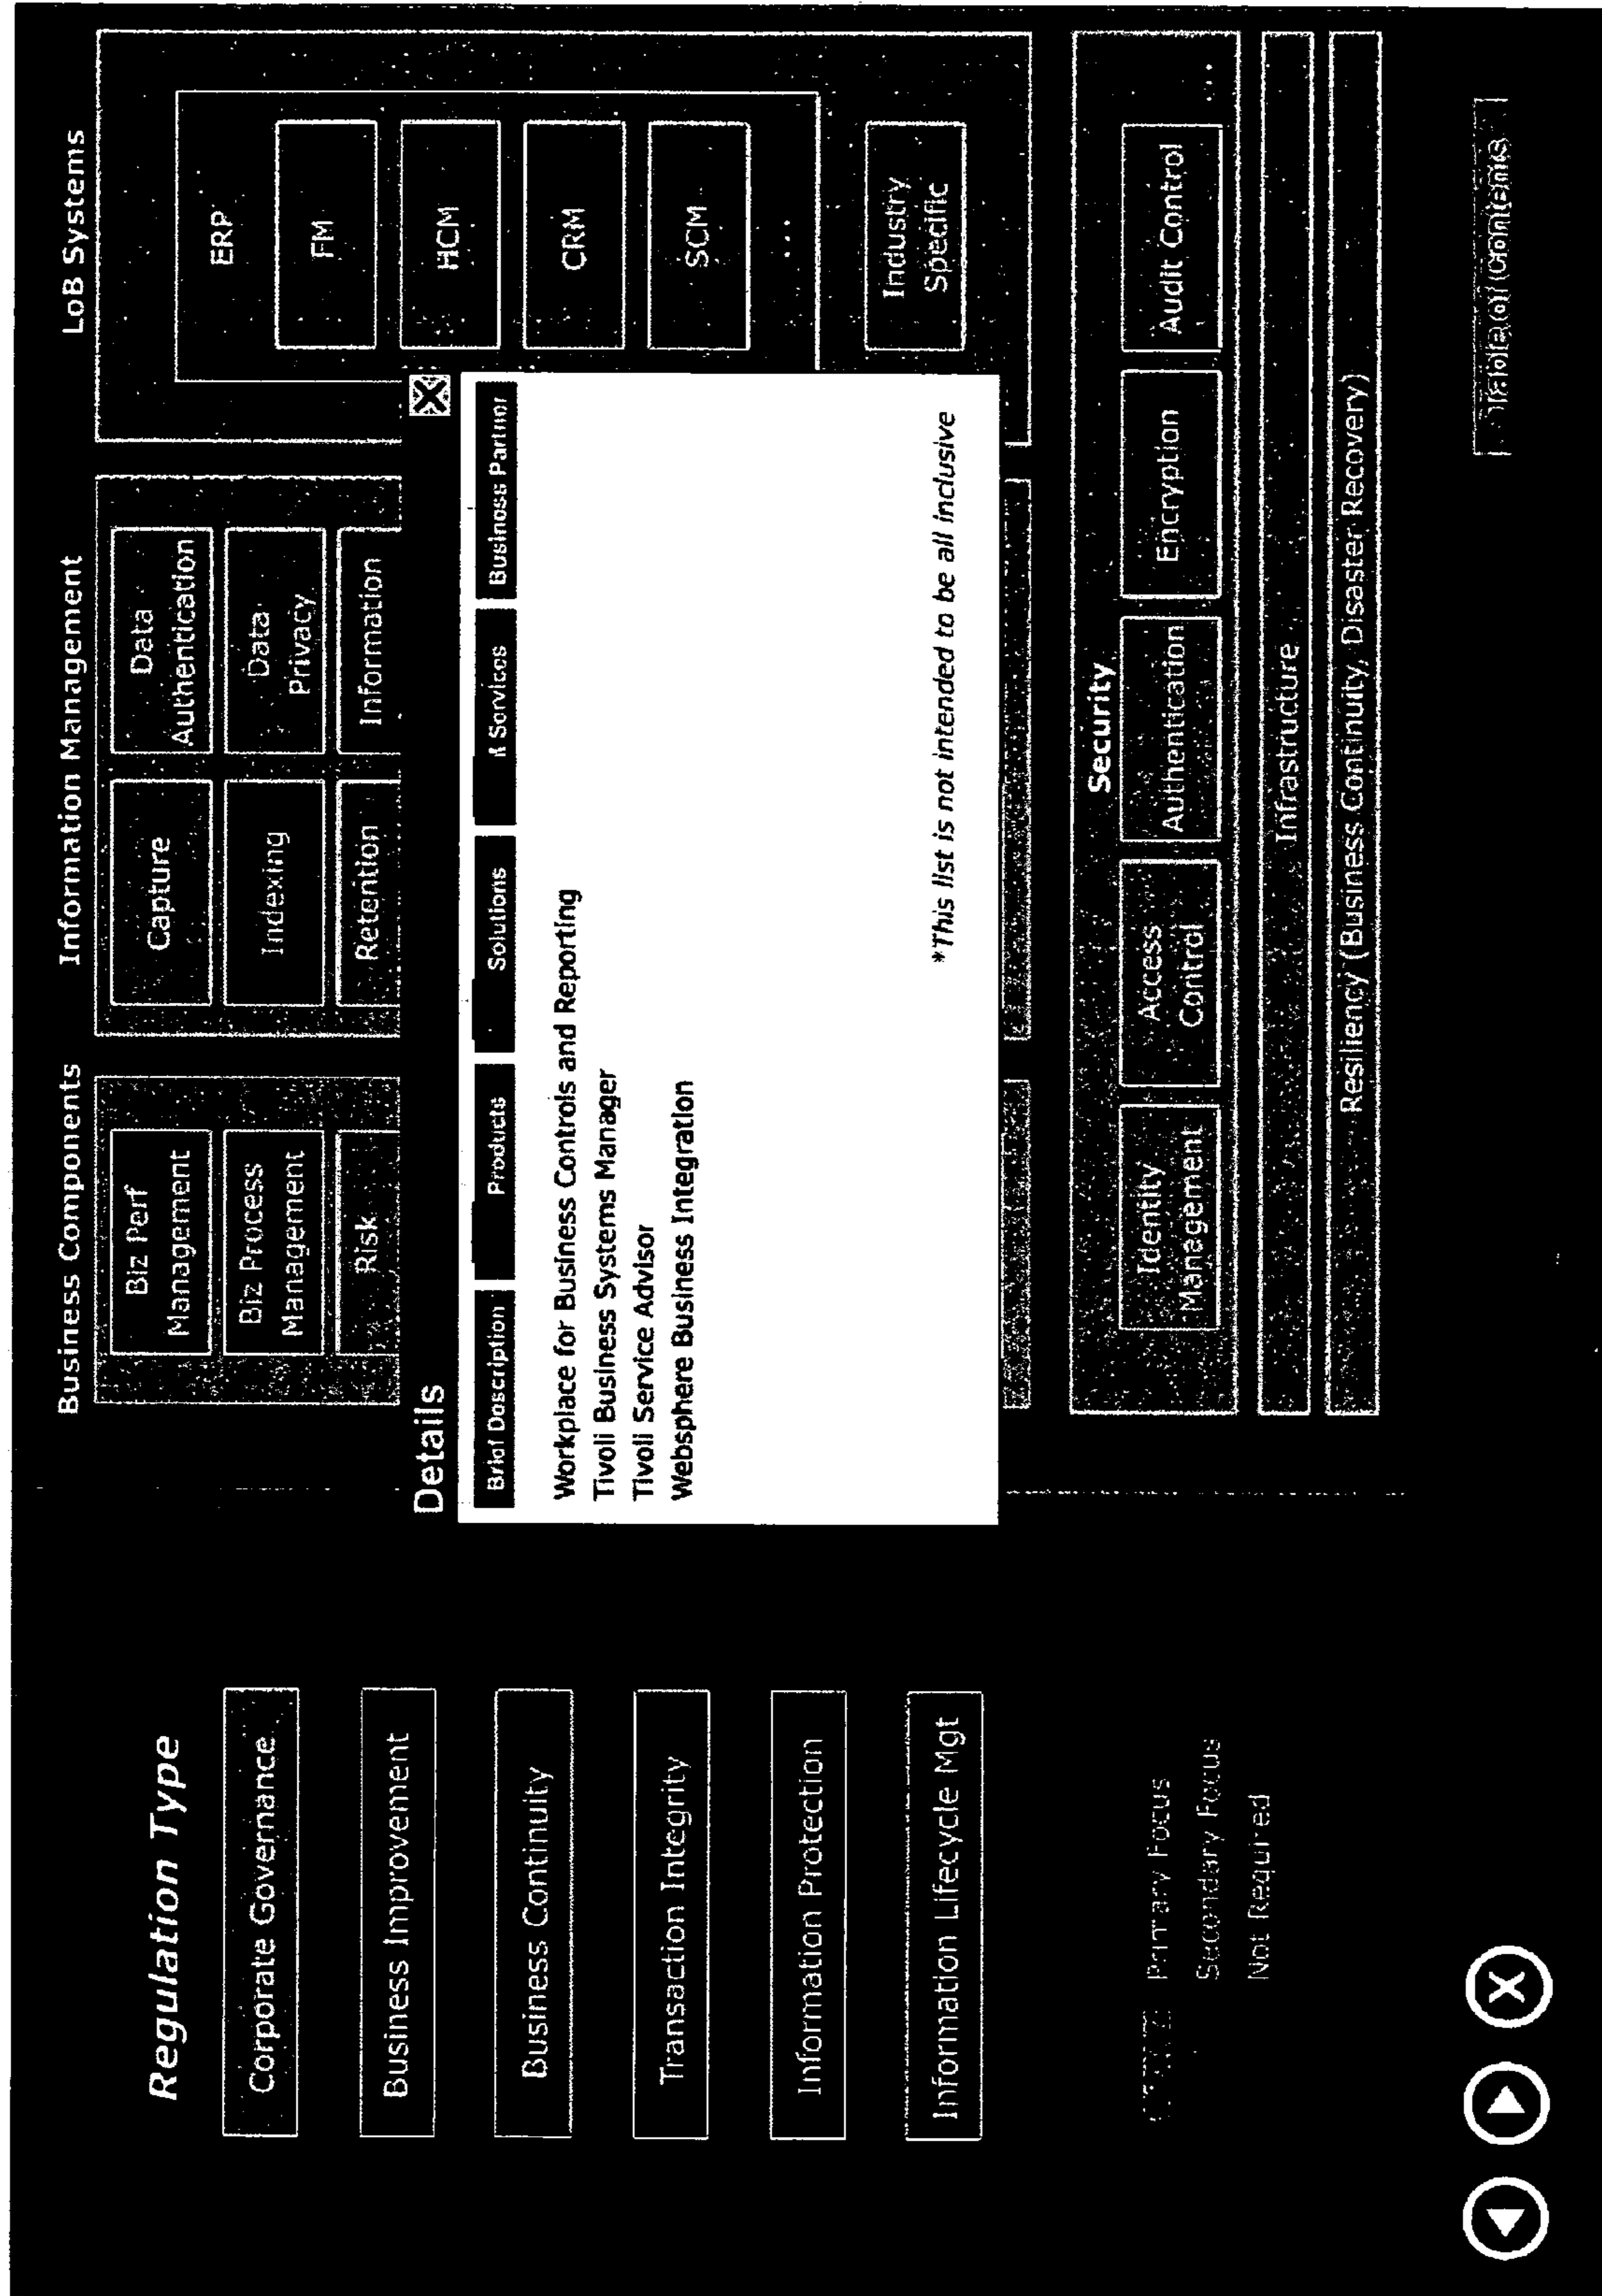 Regulation Type
Corporate Governance
Business Improvement
Business Continuity
Transaction Integrity
Information Protection
Information Lifecycle Mgt
Primary Focus
Secondary Focus
Not Required
Business Components
Biz Perf
Management
Biz Process
Management
Risk
Information Management
Capture
Data
Authentication
Indexing
Data
Privacy
Retention
Information
LoB Systems
ERP
FM
HCM
CRM
SCM
...
Industry
Specific
Details
X
Brief Description
Products
Solutions
Services
Business Partner
Workplace for Business Controls and Reporting
Tivoli Business Systems Manager
Tivoli Service Advisor
Websphere Business Integration
*This list is not intended to be all inclusive
Security
Identity
Management
Access
Control
Authentication
Encryption
Audit Control
...
Infrastructure
Resiliency (Business Continuity, Disaster Recovery)
Table of Contents
X